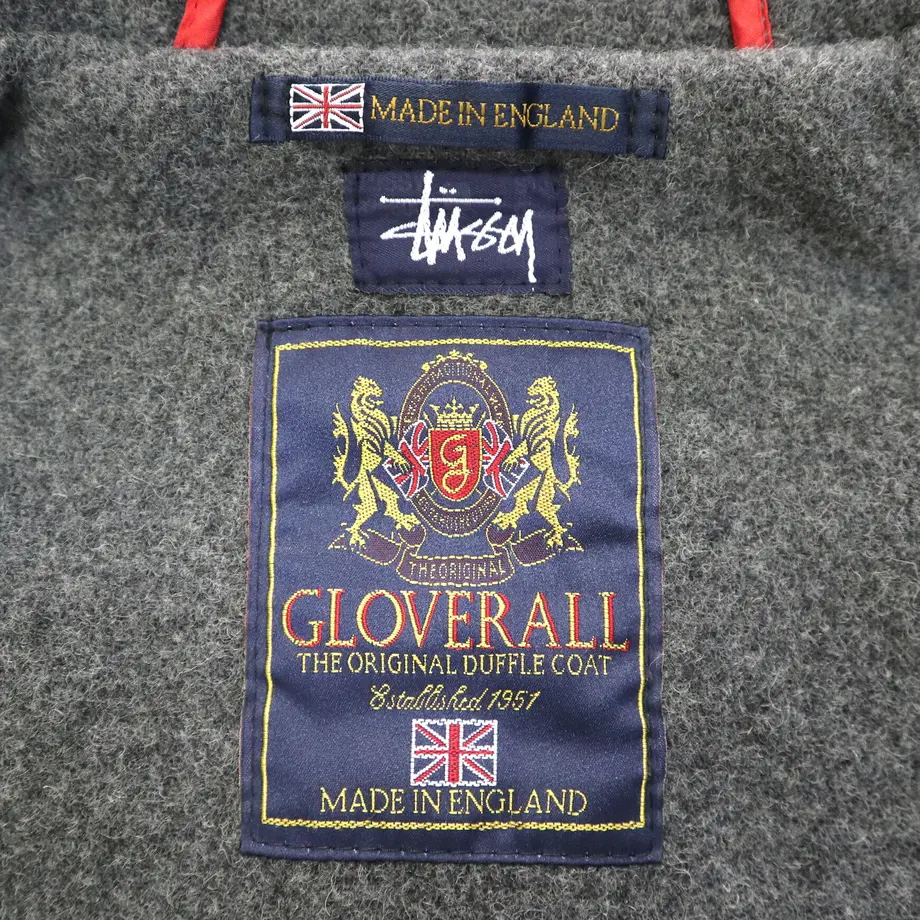 MADE IN ENGLAND
Stüssy
g
THE ORIGINAL
GLOVERALL
THE ORIGINAL DUFFLE COAT
Established 1951
MADE IN ENGLAND